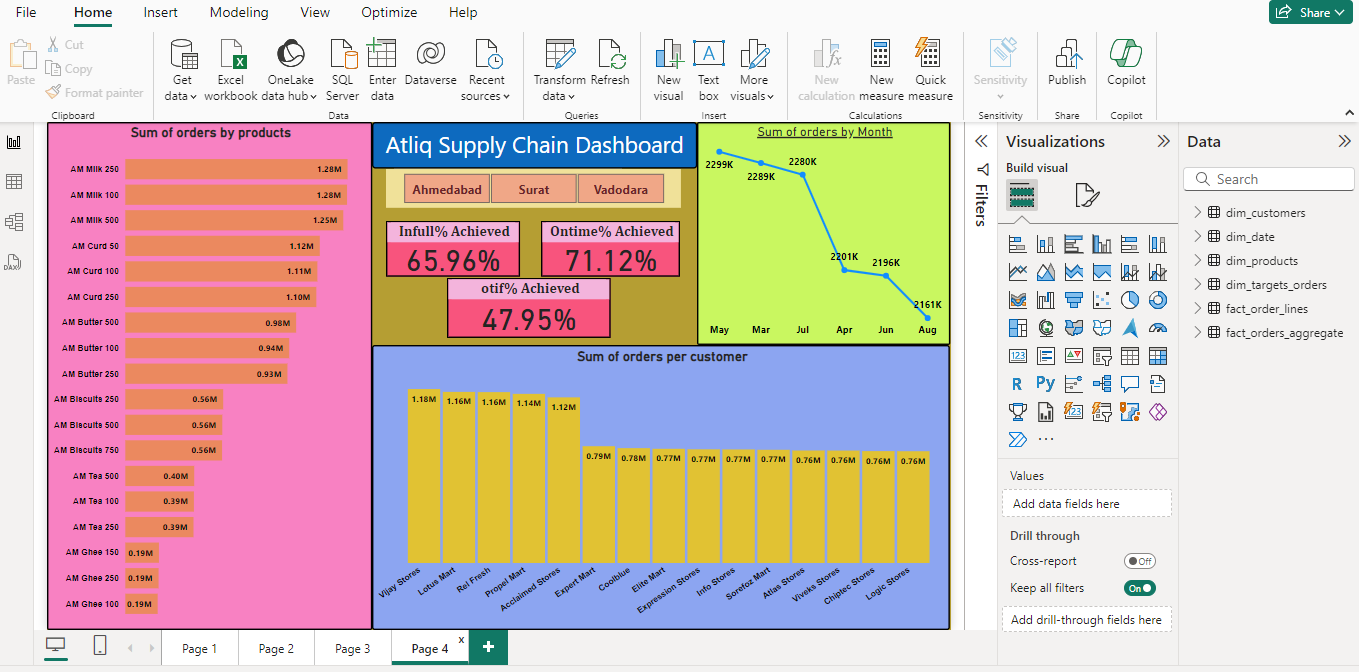 File Home Insert Modeling View Optimize Help
Share
Paste
Cut
Copy
Format painter
Clipboard
Get data
Excel workbook
OneLake data hub
SQL Server
Enter data
Dataverse
Recent sources
Data
Transform data
Refresh
Queries
New visual
Text box
More visuals
Insert
New calculation
New measure
Quick measure
Calculations
Sensitivity
Sensitivity
Publish
Share
Copilot
Copilot
Sum of orders by products
AM Milk 250 1.28M
AM Milk 100 1.28M
AM Milk 500 1.25M
AM Curd 50 1.12M
AM Curd 100 1.11M
AM Curd 250 1.10M
AM Butter 500 0.98M
AM Butter 100 0.94M
AM Butter 250 0.93M
AM Biscuits 250 0.56M
AM Biscuits 500 0.56M
AM Biscuits 750 0.56M
AM Tea 500 0.40M
AM Tea 100 0.39M
AM Tea 250 0.39M
AM Ghee 150 0.19M
AM Ghee 250 0.19M
AM Ghee 100 0.19M
Atliq Supply Chain Dashboard
Ahmedabad Surat Vadodara
Infull% Achieved
65.96%
Ontime% Achieved
71.12%
otif% Achieved
47.95%
Sum of orders by Month
2299K 2289K 2280K 2201K 2196K 2161K
May Mar Jul Apr Jun Aug
Sum of orders per customer
1.18M 1.16M 1.16M 1.14M 1.12M 0.79M 0.78M 0.77M 0.77M 0.77M 0.77M 0.76M 0.76M 0.76M 0.76M
Vijay Stores
Lotus Mart
Rel Fresh
Propel Mart
Acclaimed Stores
Expert Mart
Coolblue
Elite Mart
Expression Stores
Info Stores
Sorefoz Mart
Atlas Stores
Viveks Stores
Chiptec Stores
Logic Stores
Filters
Visualizations
Build visual
123
R Py
123
Values
Add data fields here
Drill through
Cross-report Off
Keep all filters On
Add drill-through fields here
Data
Search
dim_customers
dim_date
dim_products
dim_targets_orders
fact_order_lines
fact_orders_aggregate
DAX
Page 1 Page 2 Page 3 Page 4 x +